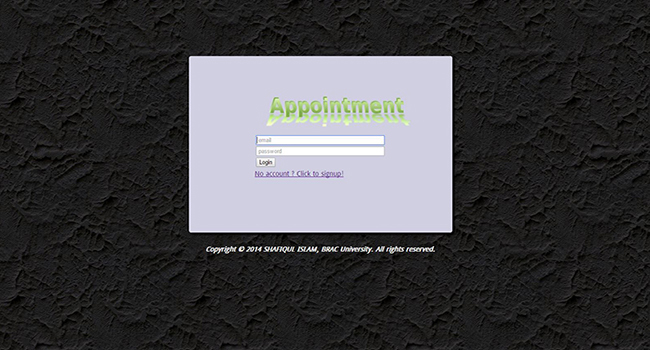 Appointment
email
password
Login
No account ? Click to signup!
Copyright © 2014 SHAFIQUL ISLAM, BRAC University. All rights reserved.